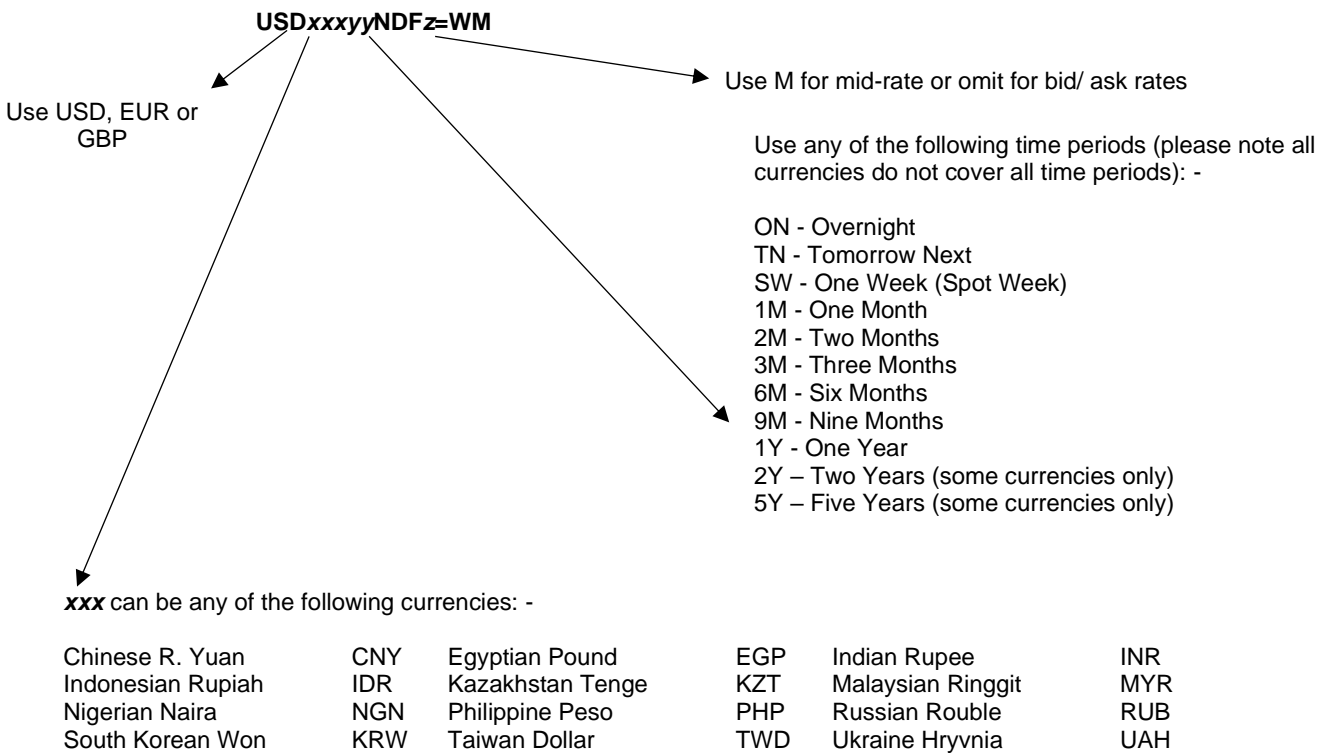 USDxxxyyNDFz=WM
Use M for mid-rate or omit for bid/ ask rates
Use USD, EUR or
GBP
Use any of the following time periods (please note all
currencies do not cover all time periods): -
ON - Overnight
TN - Tomorrow Next
SW - One Week (Spot Week)
1M - One Month
2M - Two Months
3M - Three Months
6M - Six Months
9M - Nine Months
1Y - One Year
2Y – Two Years (some currencies only)
5Y – Five Years (some currencies only)
xxx can be any of the following currencies: -
Chinese R. Yuan CNY Egyptian Pound EGP Indian Rupee INR
Indonesian Rupiah IDR Kazakhstan Tenge KZT Malaysian Ringgit MYR
Nigerian Naira NGN Philippine Peso PHP Russian Rouble RUB
South Korean Won KRW Taiwan Dollar TWD Ukraine Hryvnia UAH